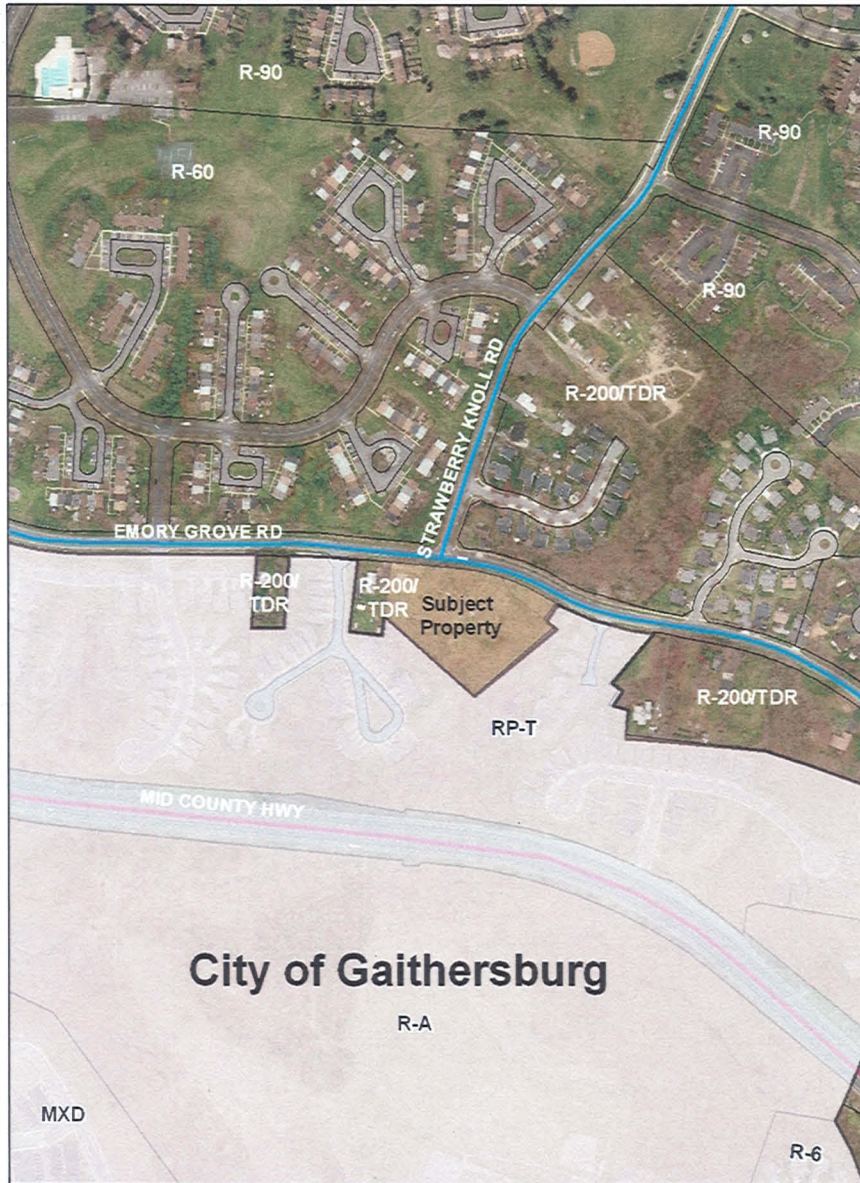 R-90
R-60
R-90
R-90
STRAWBERRY KNOLL RD
R-200/TDR
EMORY GROVE RD
R-200/
TDR
R-200/
TDR
Subject
Property
R-200/TDR
RP-T
MID COUNTY HWY
City of Gaithersburg
R-A
MXD
R-6